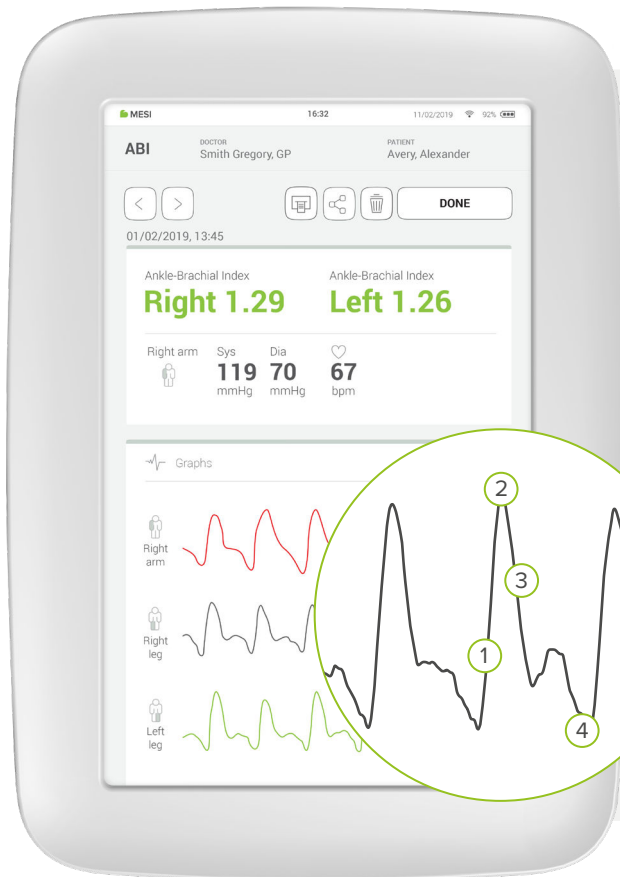 MESI 16:32 11/02/2019 92%
ABI DOCTOR PATIENT
Smith Gregory, GP Avery, Alexander
DONE
01/02/2019, 13:45
Ankle-Brachial Index Ankle-Brachial Index
Right 1.29 Left 1.26
Right arm Sys Dia
119 70 67
mmHg mmHg bpm
Graphs
Right
arm
Right
leg
Left
leg
2
3
1
4